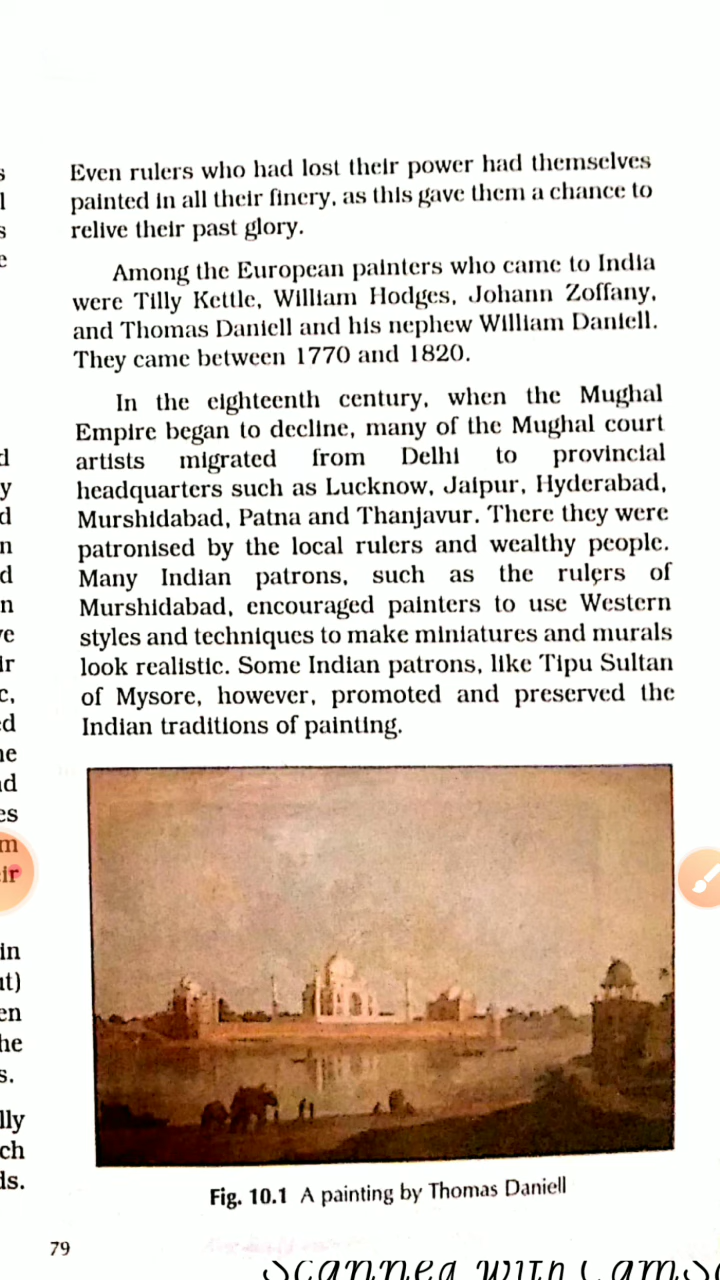 Even rulers who had lost their power had themselves
painted in all their finery, as this gave them a chance to
relive their past glory.
Among the European painters who came to India
were Tilly Kettle, William Hodges, Johann Zoffany,
and Thomas Daniell and his nephew William Daniell.
They came between 1770 and 1820.
In the eighteenth century, when the Mughal
Empire began to decline, many of the Mughal court
artists migrated from Delhi to provincial
headquarters such as Lucknow, Jaipur, Hyderabad,
Murshidabad, Patna and Thanjavur. There they were
patronised by the local rulers and wealthy people.
Many Indian patrons, such as the rulers of
Murshidabad, encouraged painters to use Western
styles and techniques to make miniatures and murals
look realistic. Some Indian patrons, like Tipu Sultan
of Mysore, however, promoted and preserved the
Indian traditions of painting.
Fig. 10.1 A painting by Thomas Daniell
79
Scanned with CamSc